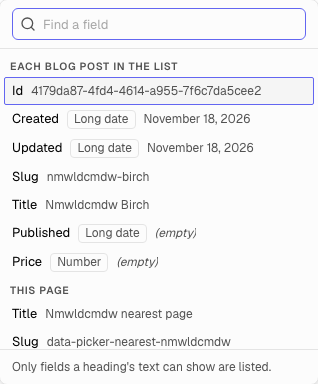 Find a field
EACH BLOG POST IN THE LIST
Id 4179da87-4fd4-4614-a955-7f6c7da5cee2
Created Long date November 18, 2026
Updated Long date November 18, 2026
Slug nmwldcmdw-birch
Title Nmwldcmdw Birch
Published Long date (empty)
Price Number (empty)
THIS PAGE
Title Nmwldcmdw nearest page
Slug data-picker-nearest-nmwldcmdw
Only fields a heading's text can show are listed.